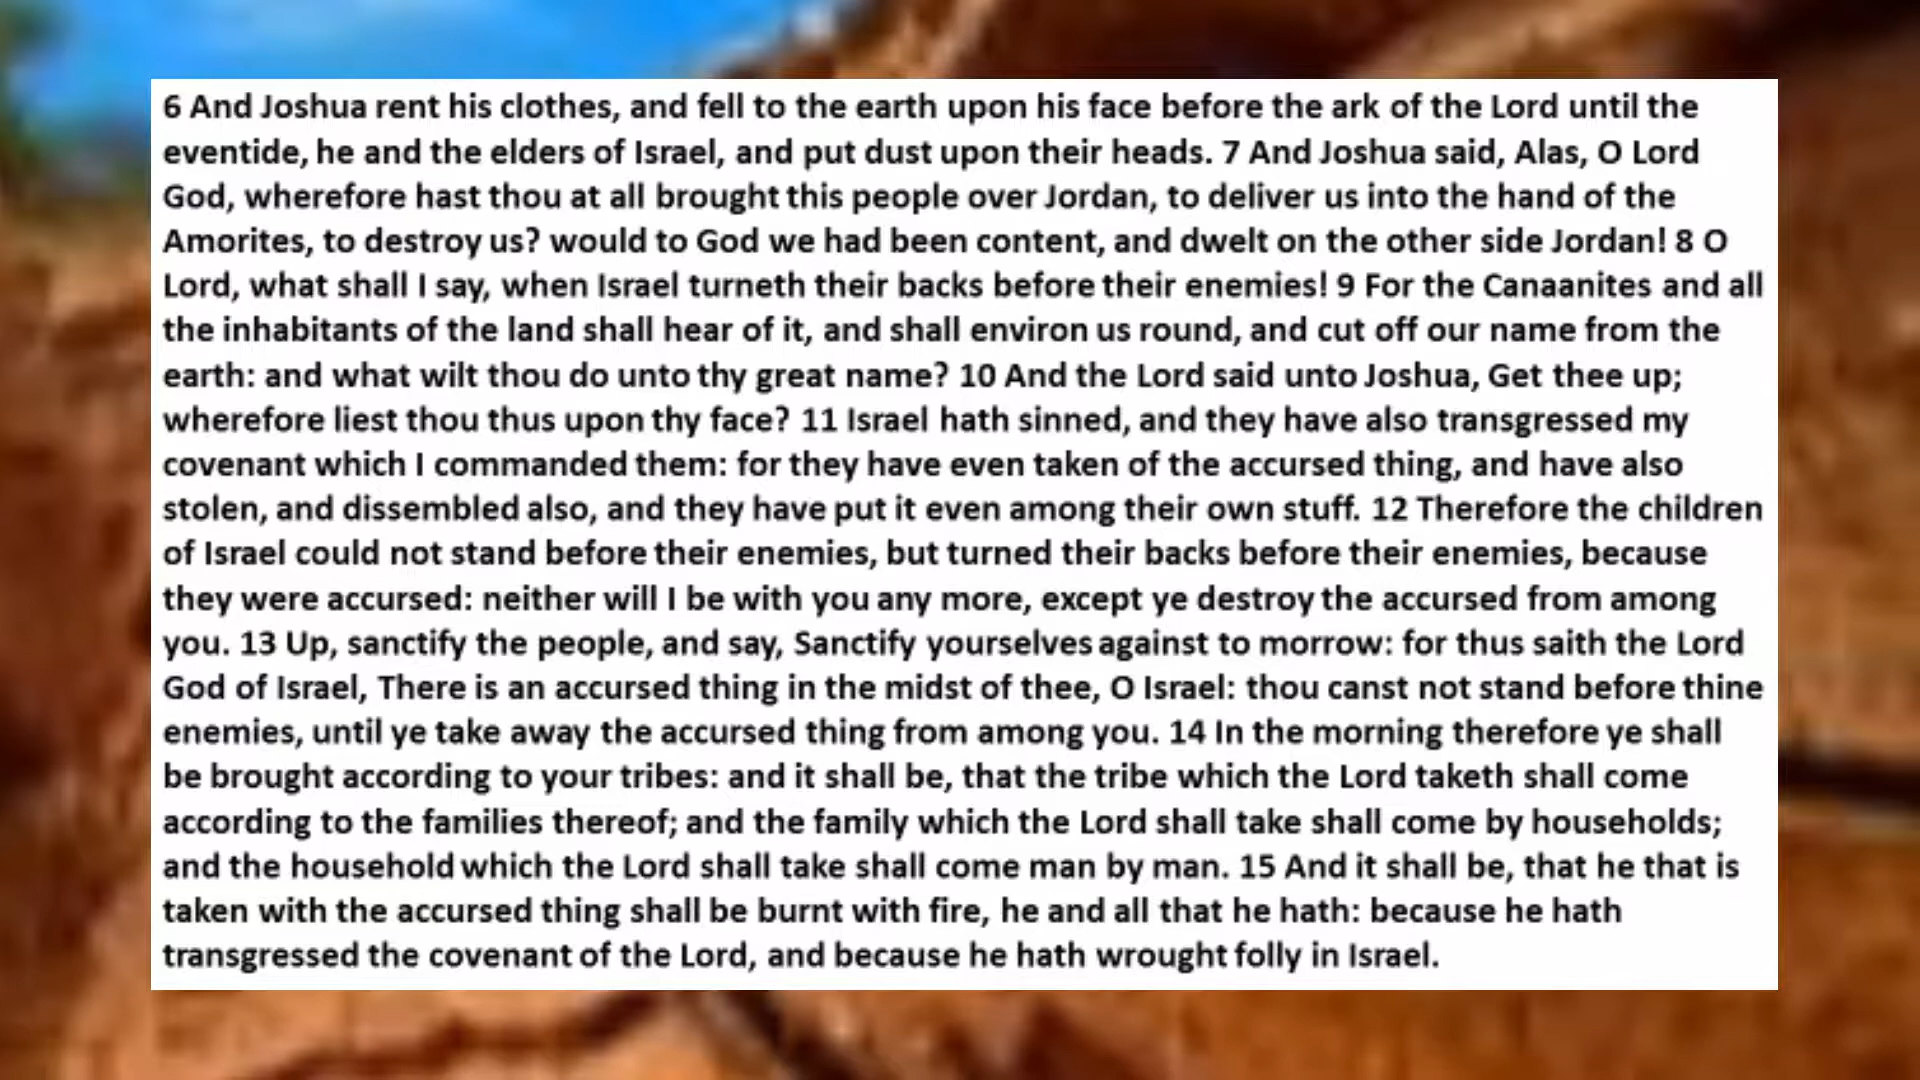 6 And Joshua rent his clothes, and fell to the earth upon his face before the ark of the Lord until the
eventide, he and the elders of Israel, and put dust upon their heads. 7 And Joshua said, Alas, O Lord
God, wherefore hast thou at all brought this people over Jordan, to deliver us into the hand of the
Amorites, to destroy us? would to God we had been content, and dwelt on the other side Jordan! 8 O
Lord, what shall I say, when Israel turneth their backs before their enemies! 9 For the Canaanites and all
the inhabitants of the land shall hear of it, and shall environ us round, and cut off our name from the
earth: and what wilt thou do unto thy great name? 10 And the Lord said unto Joshua, Get thee up;
wherefore liest thou thus upon thy face? 11 Israel hath sinned, and they have also transgressed my
covenant which I commanded them: for they have even taken of the accursed thing, and have also
stolen, and dissembled also, and they have put it even among their own stuff. 12 Therefore the children
of Israel could not stand before their enemies, but turned their backs before their enemies, because
they were accursed: neither will I be with you any more, except ye destroy the accursed from among
you. 13 Up, sanctify the people, and say, Sanctify yourselves against to morrow: for thus saith the Lord
God of Israel, There is an accursed thing in the midst of thee, O Israel: thou canst not stand before thine
enemies, until ye take away the accursed thing from among you. 14 In the morning therefore ye shall
be brought according to your tribes: and it shall be, that the tribe which the Lord taketh shall come
according to the families thereof; and the family which the Lord shall take shall come by households;
and the household which the Lord shall take shall come man by man. 15 And it shall be, that he that is
taken with the accursed thing shall be burnt with fire, he and all that he hath: because he hath
transgressed the covenant of the Lord, and because he hath wrought folly in Israel.